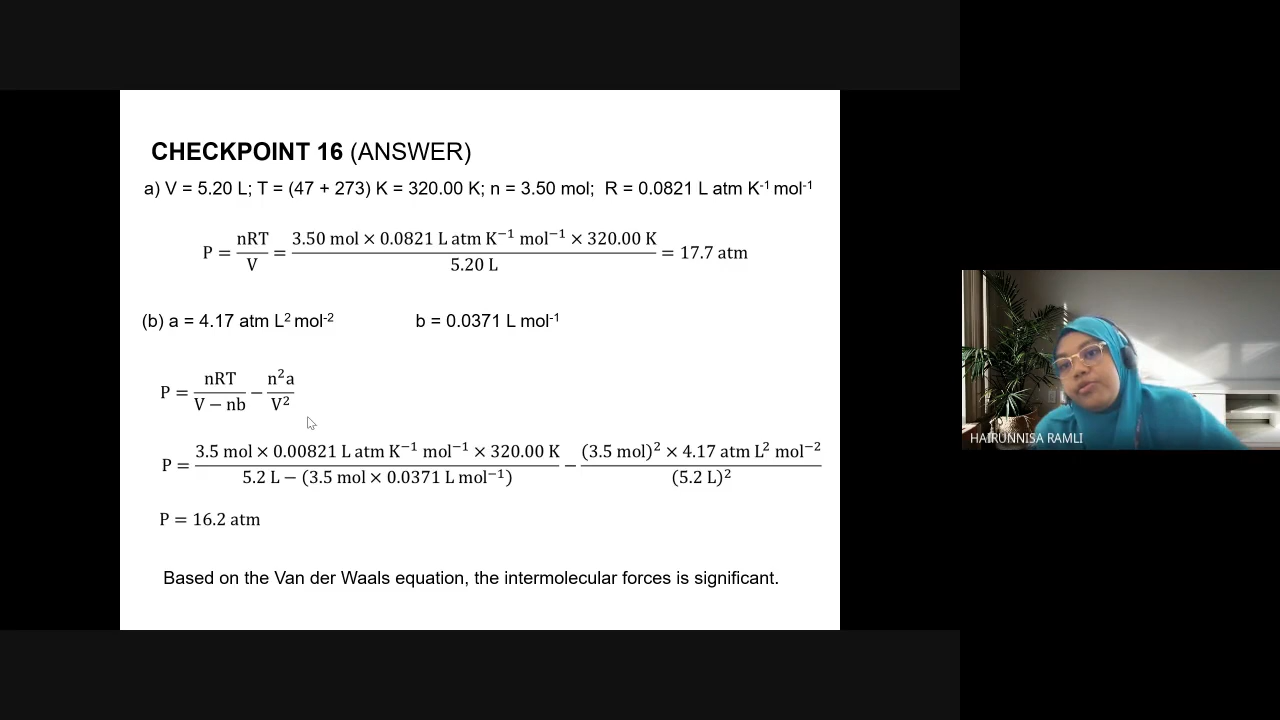 CHECKPOINT 16 (ANSWER)
a) V = 5.20 L; T = (47 + 273) K = 320.00 K; n = 3.50 mol; R = 0.0821 L atm K⁻¹ mol⁻¹
P = nRT/V = 3.50 mol × 0.0821 L atm K⁻¹ mol⁻¹ × 320.00 K / 5.20 L = 17.7 atm
(b) a = 4.17 atm L² mol⁻² b = 0.0371 L mol⁻¹
P = nRT/(V − nb) − n²a/V²
P = 3.5 mol × 0.00821 L atm K⁻¹ mol⁻¹ × 320.00 K / 5.2 L − (3.5 mol × 0.0371 L mol⁻¹) − (3.5 mol)² × 4.17 atm L² mol⁻² / (5.2 L)²
P = 16.2 atm
Based on the Van der Waals equation, the intermolecular forces is significant.
HAIRUNNISA RAMLI